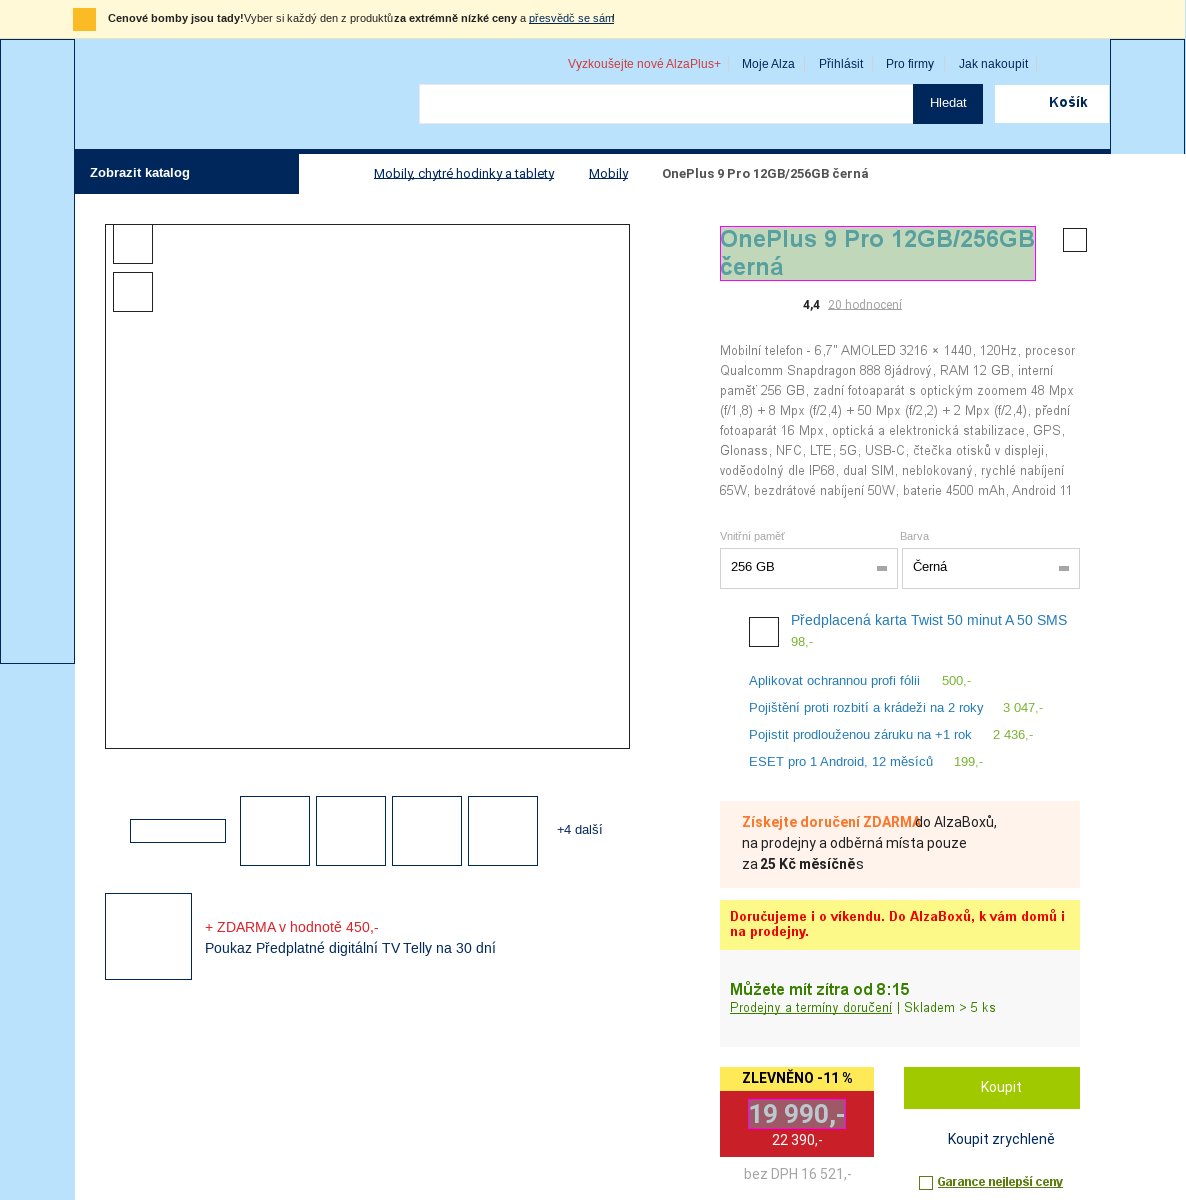 Cenové bomby jsou tady! Vyber si každý den z produktů za extrémně nízké ceny a přesvědč se sám!
Vyzkoušejte nové AlzaPlus+ Moje Alza Přihlásit Pro firmy Jak nakoupit
Hledat Košík
Zobrazit katalog Mobily, chytré hodinky a tablety Mobily OnePlus 9 Pro 12GB/256GB černá
OnePlus 9 Pro 12GB/256GB
černá
4,4 20 hodnocení
Mobilní telefon - 6,7" AMOLED 3216 × 1440, 120Hz, procesor
Qualcomm Snapdragon 888 8jádrový, RAM 12 GB, interní
paměť 256 GB, zadní fotoaparát s optickým zoomem 48 Mpx
(f/1,8) + 8 Mpx (f/2,4) + 50 Mpx (f/2,2) + 2 Mpx (f/2,4), přední
fotoaparát 16 Mpx, optická a elektronická stabilizace, GPS,
Glonass, NFC, LTE, 5G, USB-C, čtečka otisků v displeji,
voděodolný dle IP68, dual SIM, neblokovaný, rychlé nabíjení
65W, bezdrátové nabíjení 50W, baterie 4500 mAh, Android 11
Vnitřní paměť Barva
256 GB Černá
Předplacená karta Twist 50 minut A 50 SMS
98,-
Aplikovat ochrannou profi fólii 500,-
Pojištění proti rozbití a krádeži na 2 roky 3 047,-
Pojistit prodlouženou záruku na +1 rok 2 436,-
ESET pro 1 Android, 12 měsíců 199,-
+4 další
+ ZDARMA v hodnotě 450,-
Poukaz Předplatné digitální TV Telly na 30 dní
Získejte doručení ZDARMA do AlzaBoxů,
na prodejny a odběrná místa pouze
za 25 Kč měsíčně s
Doručujeme i o víkendu. Do AlzaBoxů, k vám domů i
na prodejny.
Můžete mít zítra od 8:15
Prodejny a termíny doručení | Skladem > 5 ks
ZLEVNĚNO -11 %
19 990,-
22 390,-
bez DPH 16 521,-
Koupit
Koupit zrychleně
Garance nejlepší ceny